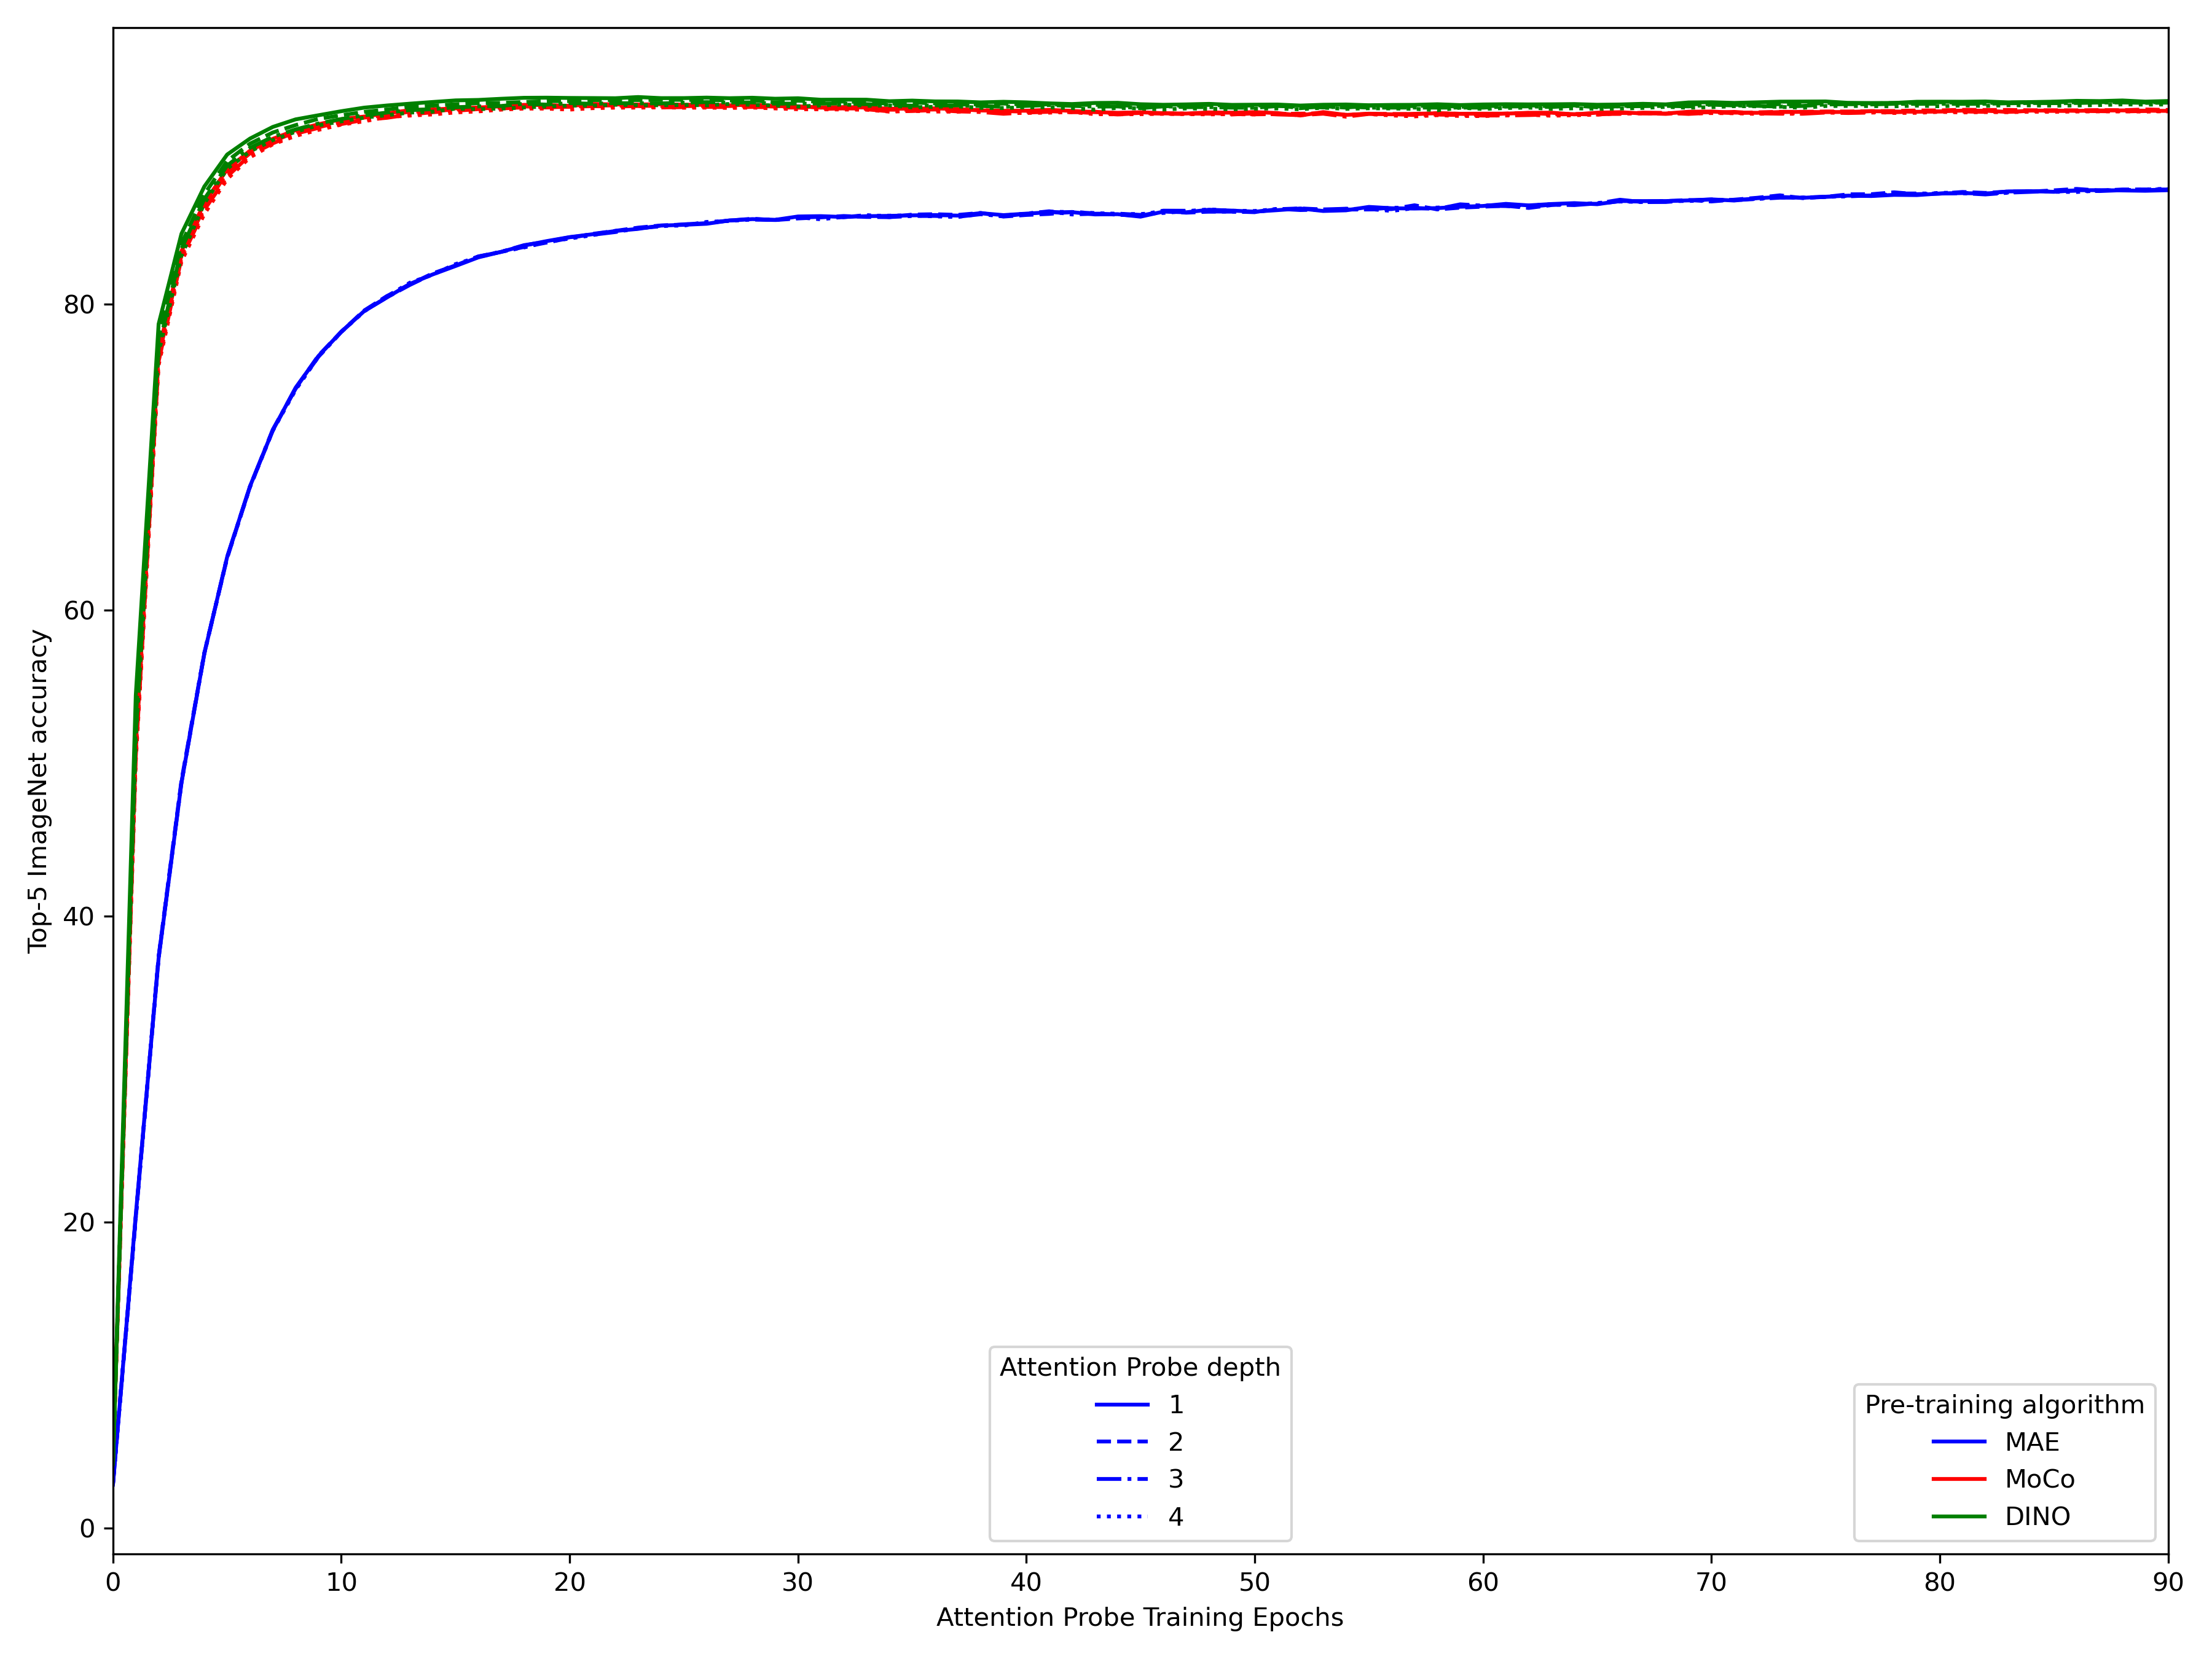 Top-5 ImageNet accuracy
80
60
40
20
0
0 10 20 30 40 50 60 70 80 90
Attention Probe Training Epochs
Attention Probe depth
1
2
3
4
Pre-training algorithm
MAE
MoCo
DINO